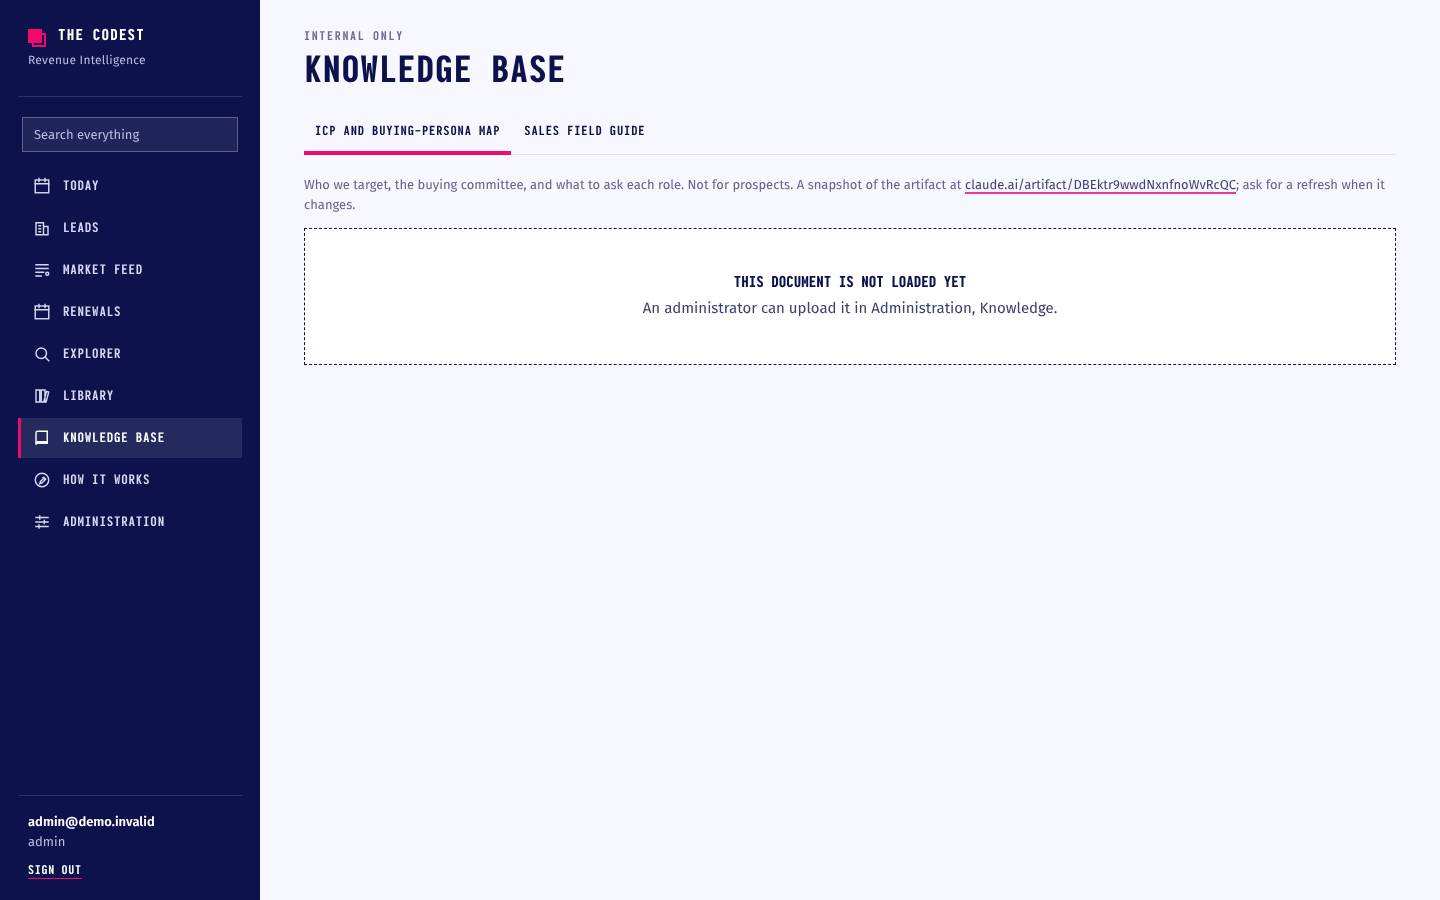 THE CODEST
Revenue Intelligence
Search everything
TODAY
LEADS
MARKET FEED
RENEWALS
EXPLORER
LIBRARY
KNOWLEDGE BASE
HOW IT WORKS
ADMINISTRATION
admin@demo.invalid
admin
SIGN OUT
INTERNAL ONLY
KNOWLEDGE BASE
ICP AND BUYING-PERSONA MAP
SALES FIELD GUIDE
Who we target, the buying committee, and what to ask each role. Not for prospects. A snapshot of the artifact at claude.ai/artifact/DBEktr9wwdNxnfnoWvRcQC; ask for a refresh when it
changes.
THIS DOCUMENT IS NOT LOADED YET
An administrator can upload it in Administration, Knowledge.